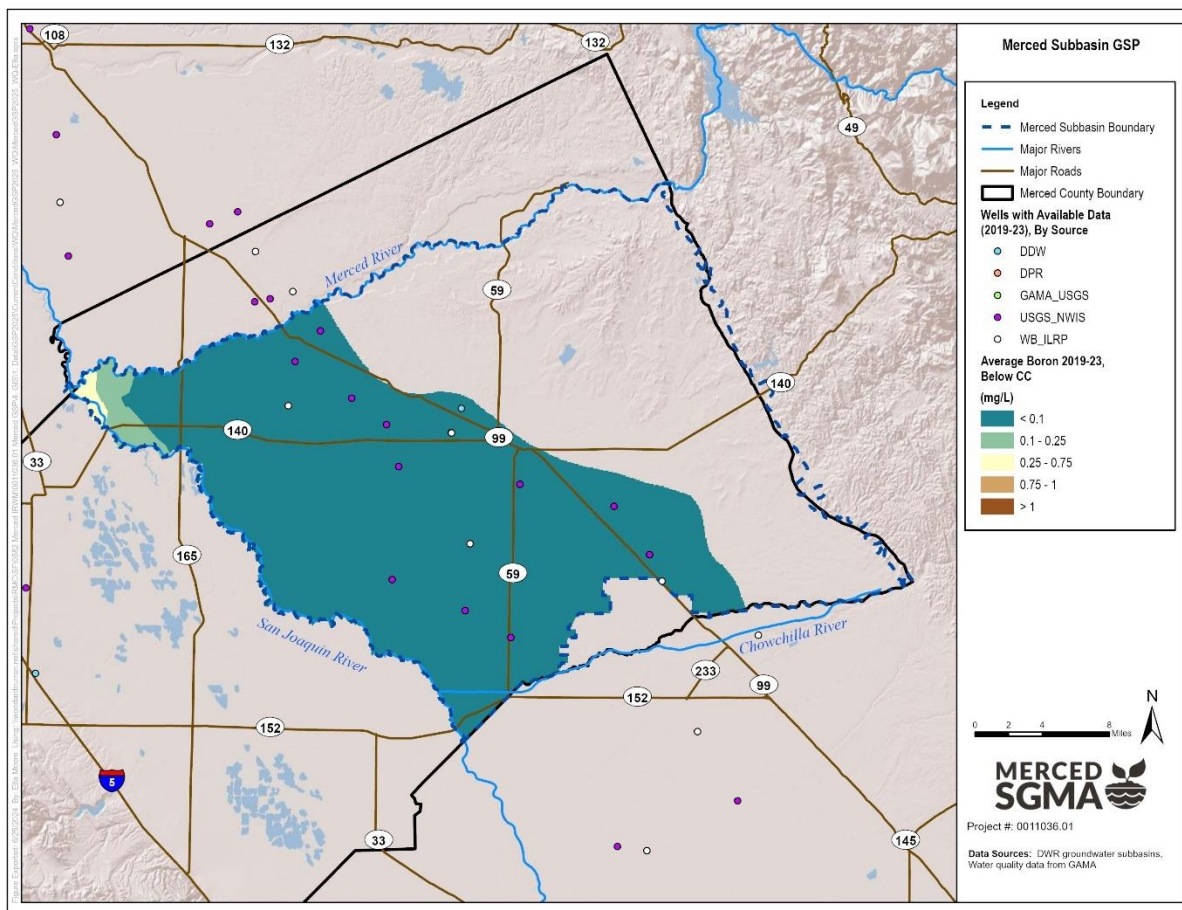 108
132
132
49
Merced River
59
140
33
140
99
165
59
San Joaquin River
Chowchilla River
233
152
99
152
5
33
145
Merced Subbasin GSP
Legend
Merced Subbasin Boundary
Major Rivers
Major Roads
Merced County Boundary
Wells with Available Data
(2019-23), By Source
DDW
DPR
GAMA_USGS
USGS_NWIS
WB_ILRP
Average Boron 2019-23,
Below CC
(mg/L)
< 0.1
0.1 - 0.25
0.25 - 0.75
0.75 - 1
> 1
N
0 2 4 8
Miles
MERCED
SGMA
Project #: 0011036.01
Data Sources: DWR groundwater subbasins,
Water quality data from GAMA